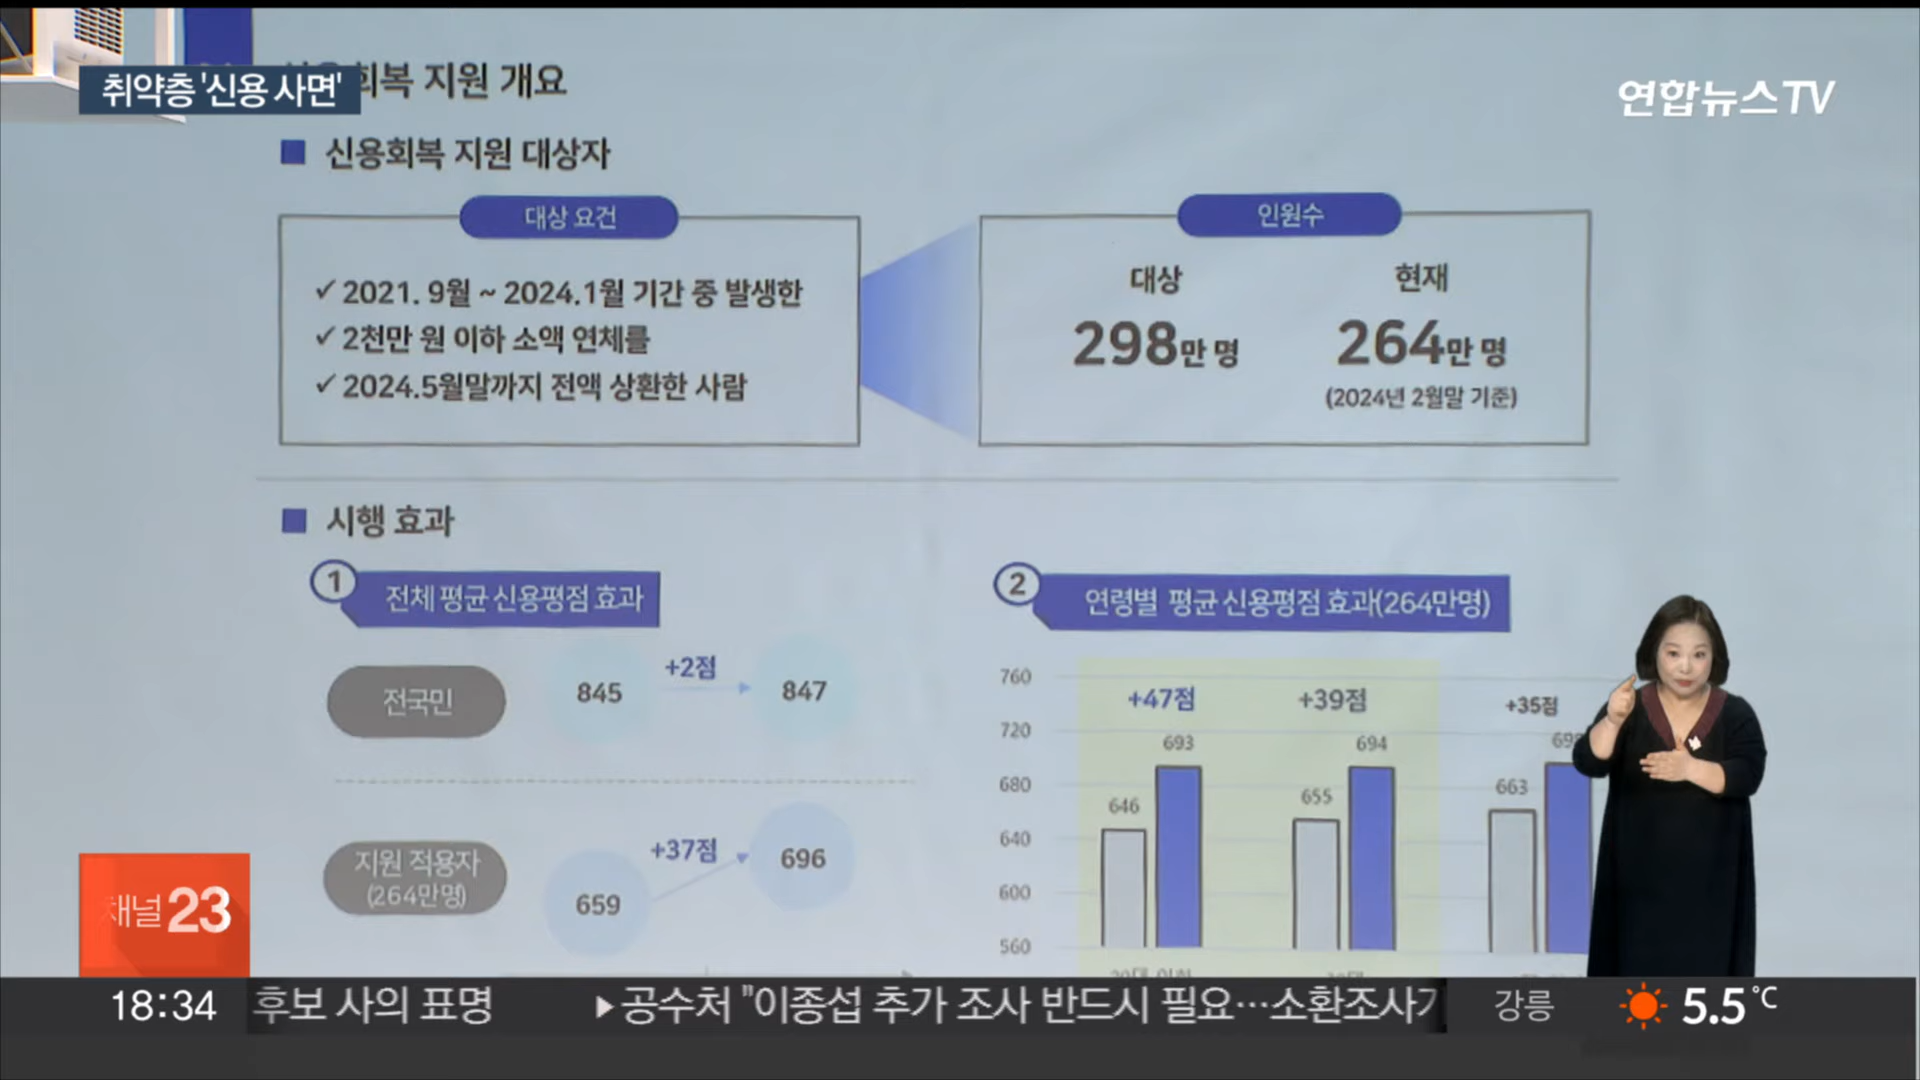 취약층 '신용 사면'
회복 지원 개요
연합뉴스TV
신용회복 지원 대상자
대상 요건
✓ 2021. 9월 ~ 2024.1월 기간 중 발생한
✓ 2천만 원 이하 소액 연체를
✓ 2024.5월말까지 전액 상환한 사람
인원수
대상 현재
298만 명 264만 명
(2024년 2월말 기준)
시행 효과
1 전체 평균 신용평점 효과
전국민 845 +2점 847
지원 적용자
(264만명)
659 +37점 696
2 연령별 평균 신용평점 효과(264만명)
760
720
680
640
600
560
+47점 +39점 +35점
693 694
646 655 663
채널23
18:34 후보 사의 표명 ▶공수처 "이종섭 추가 조사 반드시 필요…소환조사 강릉 5.5℃